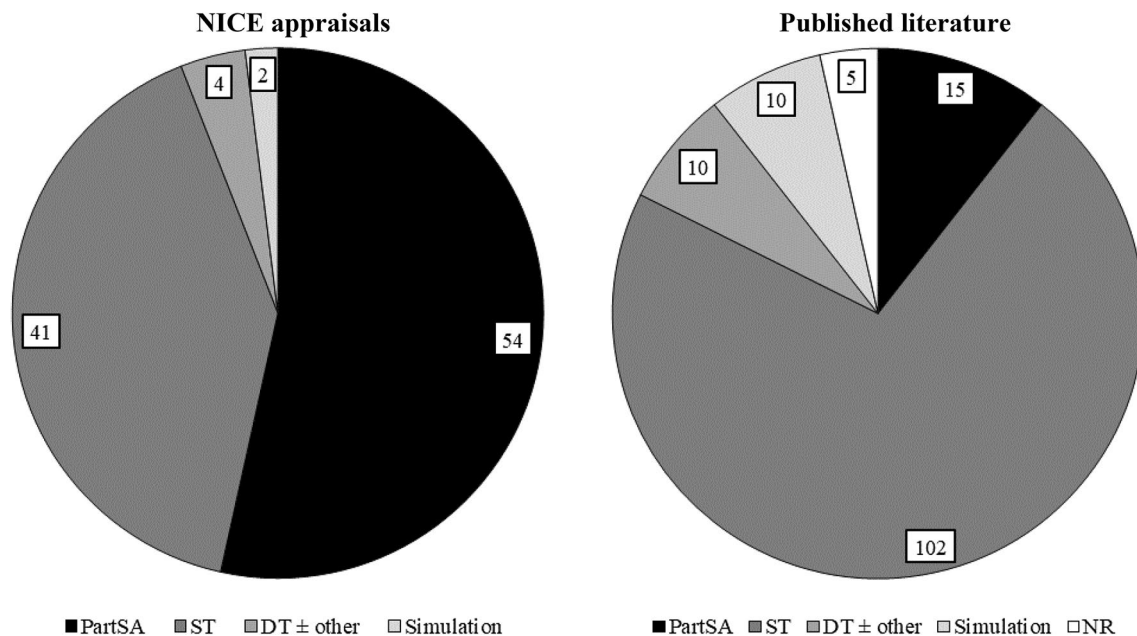 NICE appraisals
4
2
41
54
PartSA ST DT ± other Simulation
Published literature
5
15
10
10
102
PartSA ST DT ± other Simulation NR